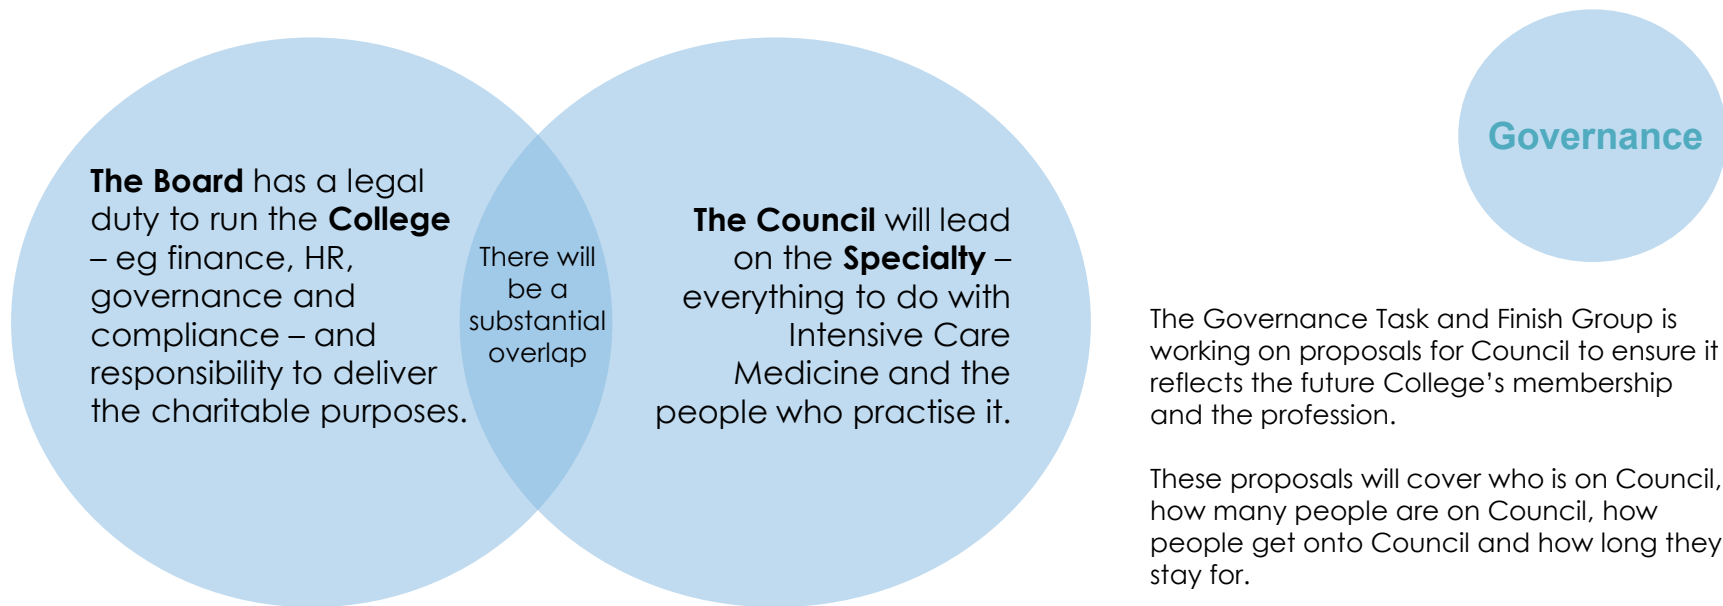 The Board has a legal
duty to run the College
– eg finance, HR,
governance and
compliance – and
responsibility to deliver
the charitable purposes.
There will
be a
substantial
overlap
The Council will lead
on the Specialty –
everything to do with
Intensive Care
Medicine and the
people who practise it.
Governance
The Governance Task and Finish Group is
working on proposals for Council to ensure it
reflects the future College’s membership
and the profession.
These proposals will cover who is on Council,
how many people are on Council, how
people get onto Council and how long they
stay for.